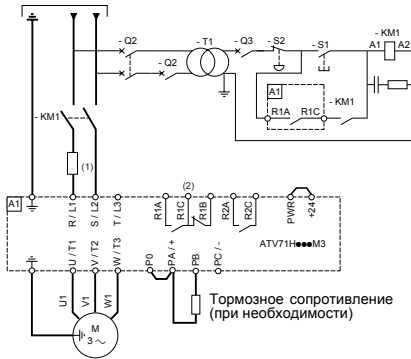 - Q2
- T1
- Q3
- S2
- S1
- KM1
A1
A2
- Q2
A1
R1A
R1C
- KM1
- KM1
(1)
(2)
A1
R / L1
S / L2
T / L3
R1A
R1C
R1B
R2A
R2C
PWR
+24
ATV71H●●●M3
U / T1
V / T2
W / T3
P0
PA / +
PB
PC / -
U1
V1
W1
M
3 ~
Тормозное сопротивление
(при необходимости)